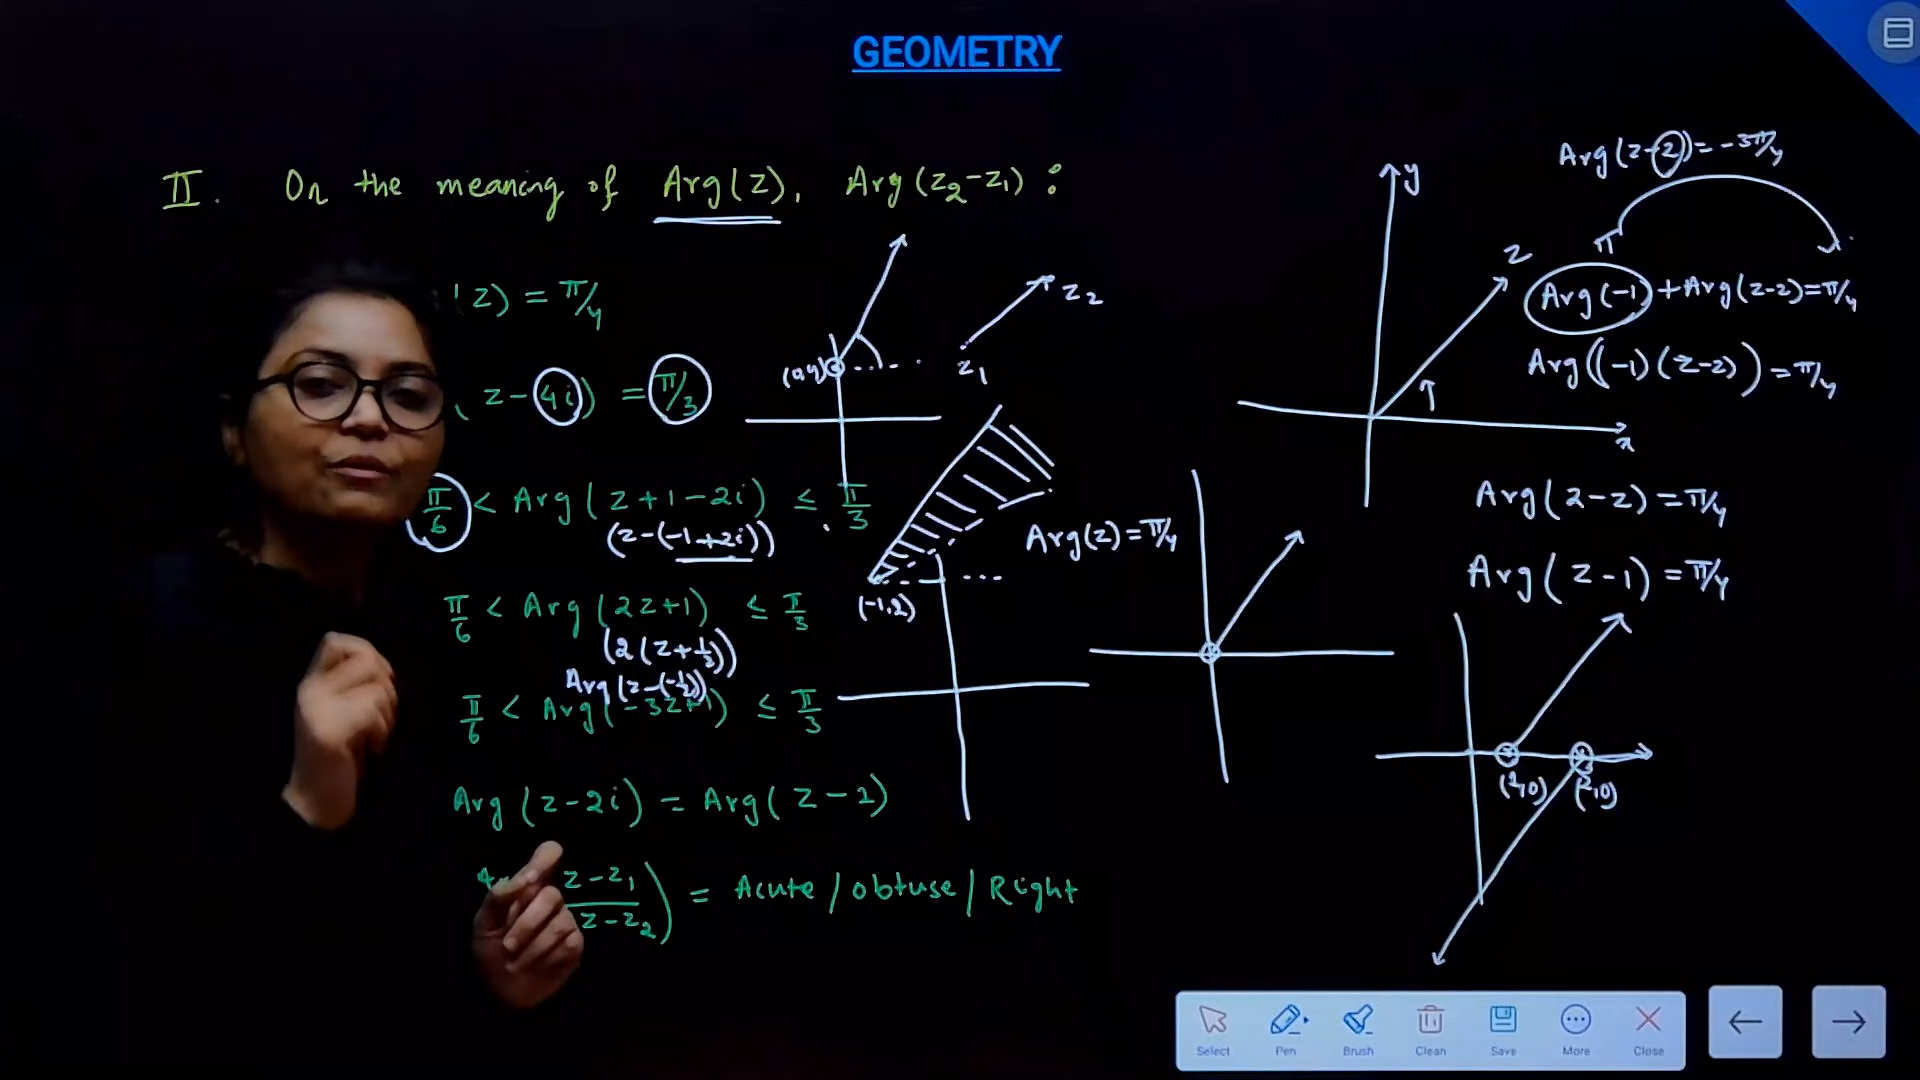 GEOMETRY
II. On the meaning of Arg(z), Arg(z₂-z₁) :
(z) = π/4
(z-4i) = π/3
π/6 < Arg(z+1-2i) ≤ π/3
(z-(-1+2i))
π/6 < Arg(2z+1) ≤ π/3
(2(z+1/2))
Arg(z-(-1/2))
π/6 < Arg(-3z+1) ≤ π/3
Arg(z-2i) = Arg(z-1)
(z-z₁/z-z₂) = Acute/obtuse/Right
z₂
z₁
(-1,2)
Arg(z)=π/4
y
z
x
Arg(z-2)=-3π/4
π
Arg(-1)+Arg(z-2)=π/4
Arg((-1)(z-2))=π/4
Arg(2-z)=π/4
Arg(z-1)=π/4
(1,0) (2,0)
Select Pen Brush Clean Save More Close